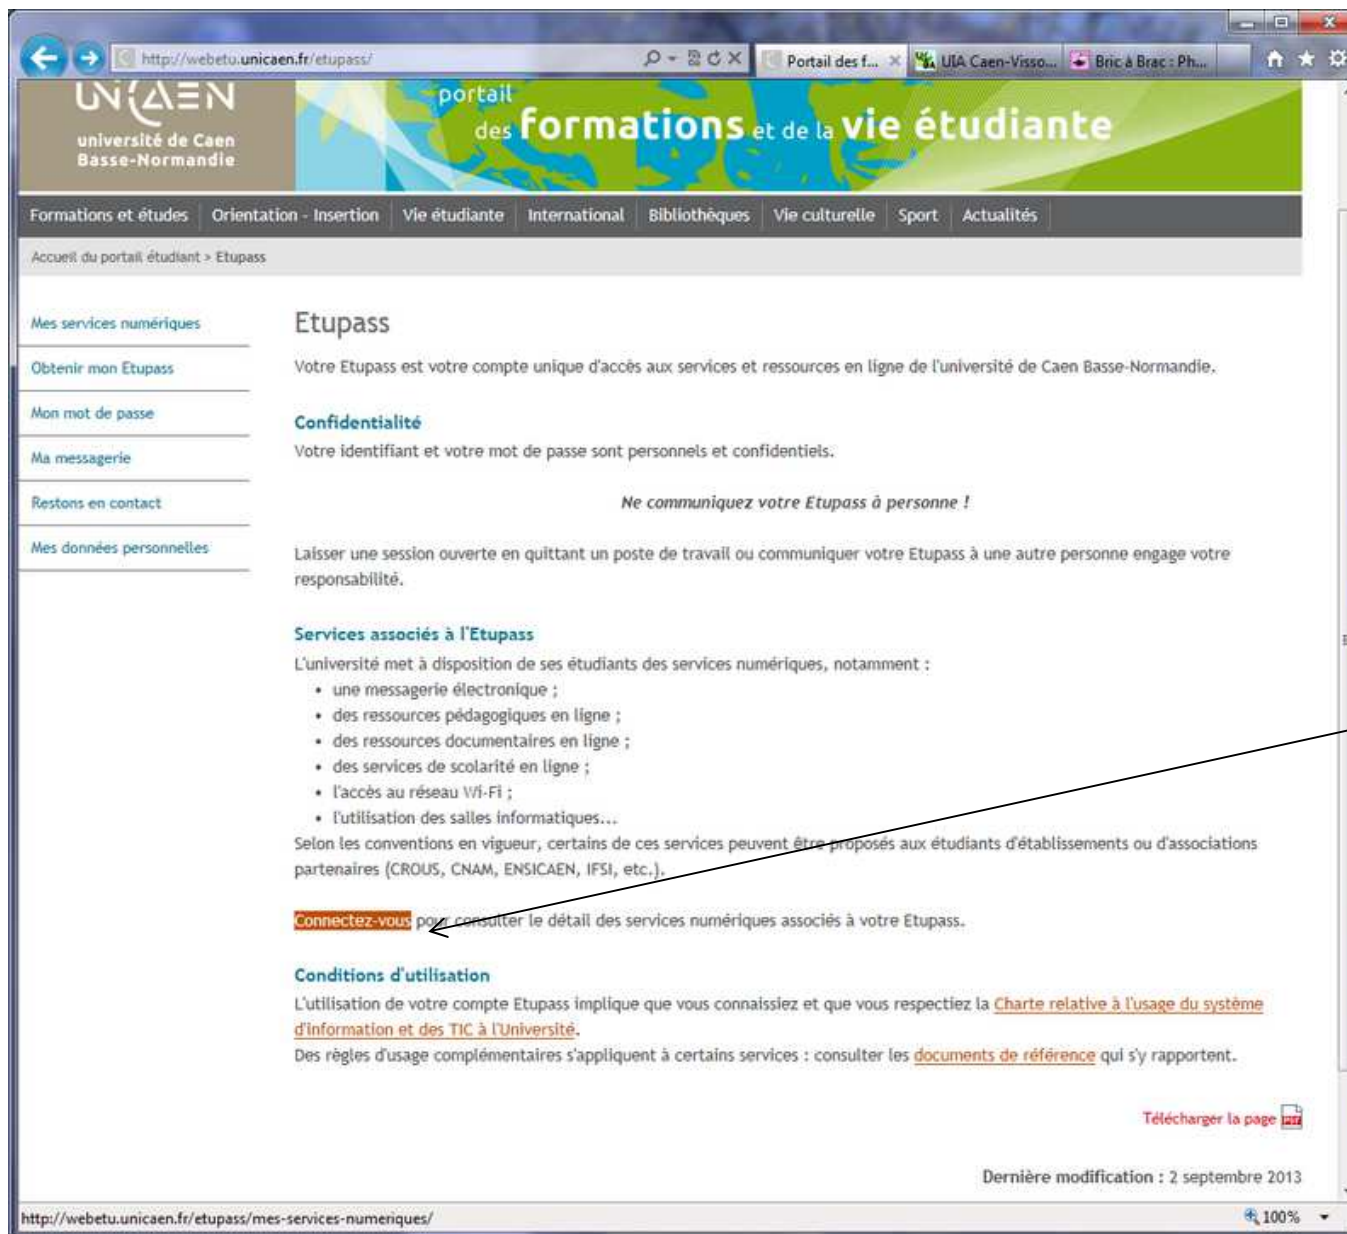 http://webetu.unicaen.fr/etupass/
Portail des f...
UIA Caen-Visso...
Bric à Brac : Ph...
UNICAEN
université de Caen
Basse-Normandie
portail
des formations et de la vie étudiante
Formations et études Orientation - Insertion Vie étudiante International Bibliothèques Vie culturelle Sport Actualités
Accueil du portail étudiant > Etupass
Mes services numériques
Obtenir mon Etupass
Mon mot de passe
Ma messagerie
Restons en contact
Mes données personnelles
Etupass
Votre Etupass est votre compte unique d'accès aux services et ressources en ligne de l'université de Caen Basse-Normandie.
Confidentialité
Votre identifiant et votre mot de passe sont personnels et confidentiels.
Ne communiquez votre Etupass à personne !
Laisser une session ouverte en quittant un poste de travail ou communiquer votre Etupass à une autre personne engage votre
responsabilité.
Services associés à l'Etupass
L'université met à disposition de ses étudiants des services numériques, notamment :
• une messagerie électronique ;
• des ressources pédagogiques en ligne ;
• des ressources documentaires en ligne ;
• des services de scolarité en ligne ;
• l'accès au réseau Wi-Fi ;
• l'utilisation des salles informatiques...
Selon les conventions en vigueur, certains de ces services peuvent être proposés aux étudiants d'établissements ou d'associations
partenaires (CROUS, CNAM, ENSICAEN, IFSI, etc.).
Connectez-vous pour consulter le détail des services numériques associés à votre Etupass.
Conditions d'utilisation
L'utilisation de votre compte Etupass implique que vous connaissiez et que vous respectiez la Charte relative à l'usage du système
d'information et des TIC à l'Université.
Des règles d'usage complémentaires s'appliquent à certains services : consulter les documents de référence qui s'y rapportent.
Télécharger la page PDF
Dernière modification : 2 septembre 2013
http://webetu.unicaen.fr/etupass/mes-services-numeriques/
100%